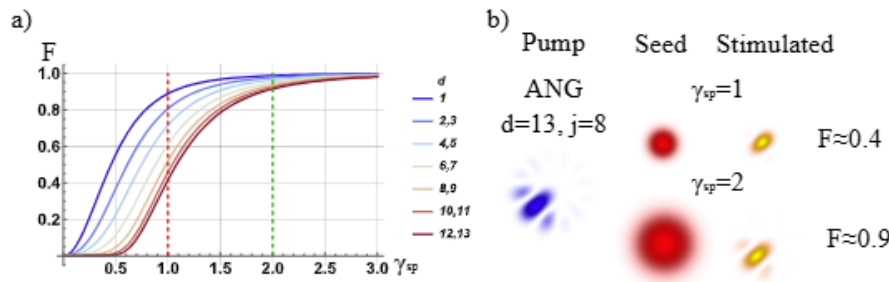 a)
F
1.0
0.8
0.6
0.4
0.2
0.5
1.0
1.5
2.0
2.5
3.0
γsp
d
1
2,3
4,5
6,7
8,9
10,11
12,13
b)
Pump
Seed
Stimulated
ANG
d=13, j=8
γsp=1
F≈0.4
γsp=2
F≈0.9